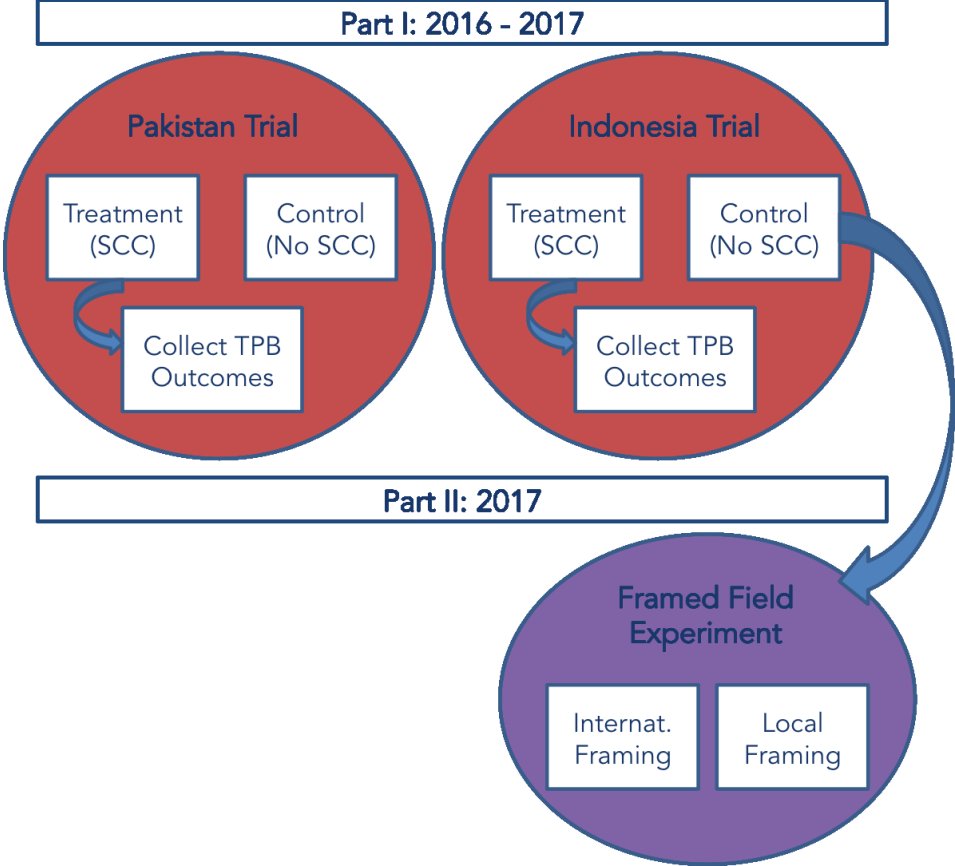 Part I: 2016 - 2017
Pakistan Trial
Treatment
(SCC)
Control
(No SCC)
Collect TPB
Outcomes
Indonesia Trial
Treatment
(SCC)
Control
(No SCC)
Collect TPB
Outcomes
Part II: 2017
Framed Field
Experiment
Internat.
Framing
Local
Framing